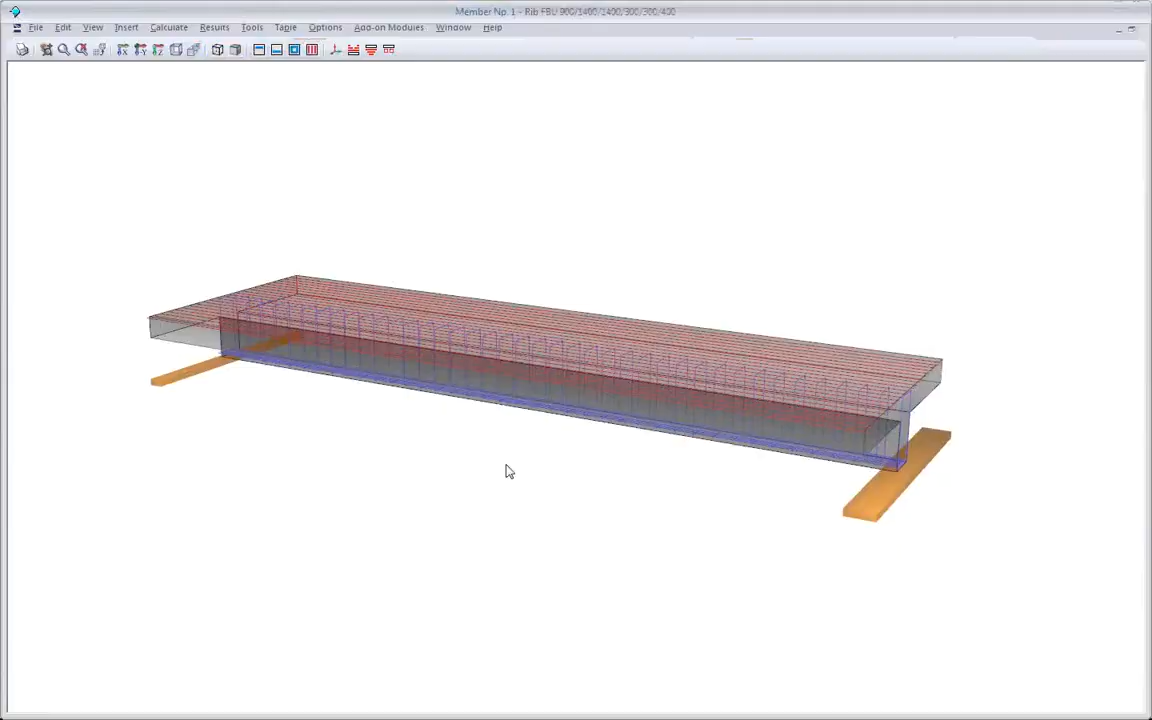 Member No. 1 - Rib FBU 900/1400/1400/300/300/400
File Edit View Insert Calculate Results Tools Table Options Add-on Modules Window Help